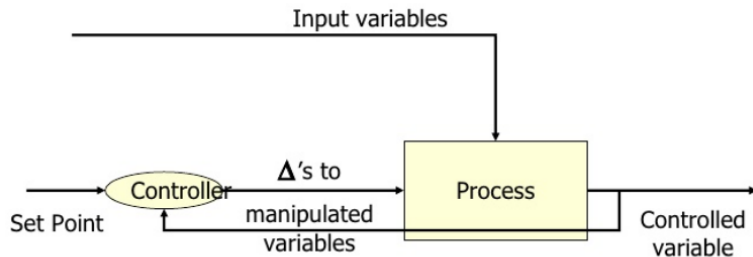 Input variables
Controller
Δ's to
Process
Set Point
manipulated
variables
Controlled
variable